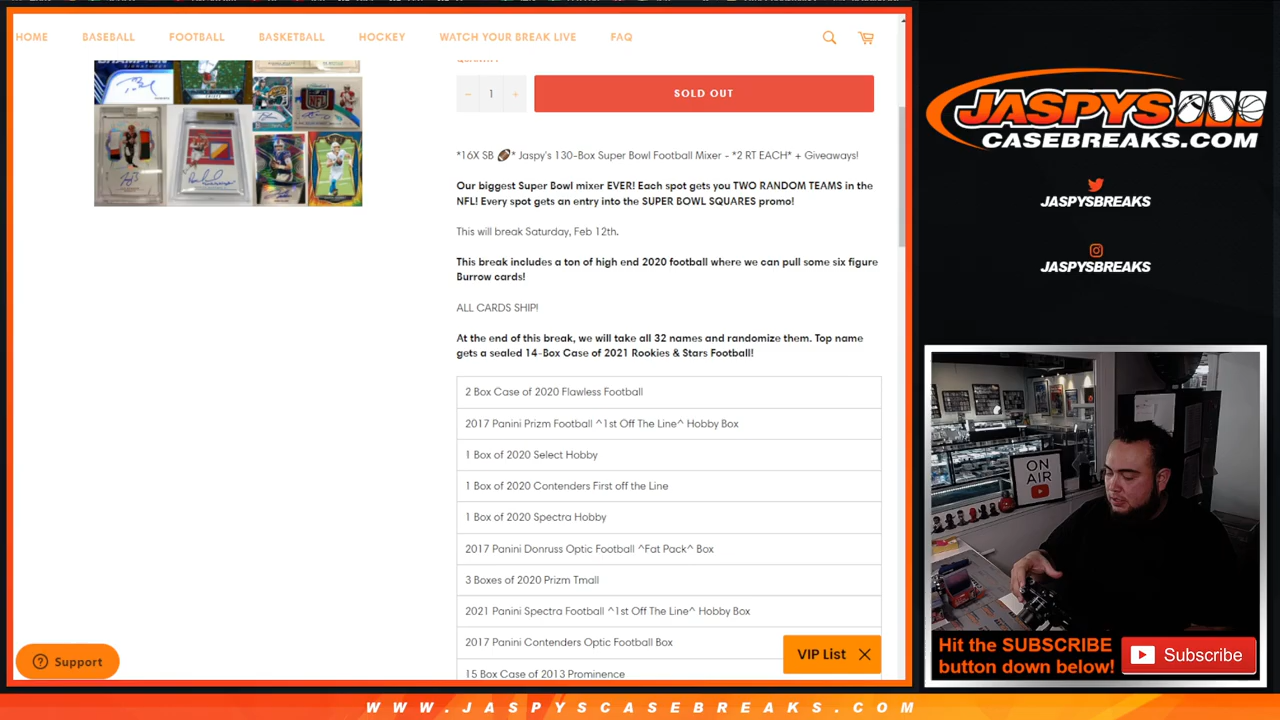 HOME BASEBALL FOOTBALL BASKETBALL HOCKEY WATCH YOUR BREAK LIVE FAQ
− 1 + SOLD OUT
*16X SB 🏈* Jaspy's 130-Box Super Bowl Football Mixer - *2 RT EACH* + Giveaways!
Our biggest Super Bowl mixer EVER! Each spot gets you TWO RANDOM TEAMS in the
NFL! Every spot gets an entry into the SUPER BOWL SQUARES promo!
This will break Saturday, Feb 12th.
This break includes a ton of high end 2020 football where we can pull some six figure
Burrow cards!
ALL CARDS SHIP!
At the end of this break, we will take all 32 names and randomize them. Top name
gets a sealed 14-Box Case of 2021 Rookies & Stars Football!
2 Box Case of 2020 Flawless Football
2017 Panini Prizm Football ^1st Off The Line^ Hobby Box
1 Box of 2020 Select Hobby
1 Box of 2020 Contenders First off the Line
1 Box of 2020 Spectra Hobby
2017 Panini Donruss Optic Football ^Fat Pack^ Box
3 Boxes of 2020 Prizm Tmall
2021 Panini Spectra Football ^1st Off The Line^ Hobby Box
2017 Panini Contenders Optic Football Box
15 Box Case of 2013 Prominence
Support
VIP List
JASPYS
CASEBREAKS.COM
JASPYSBREAKS
JASPYSBREAKS
ON
AIR
Hit the SUBSCRIBE
button down below!
Subscribe
WWW.JASPYSCASEBREAKS.COM